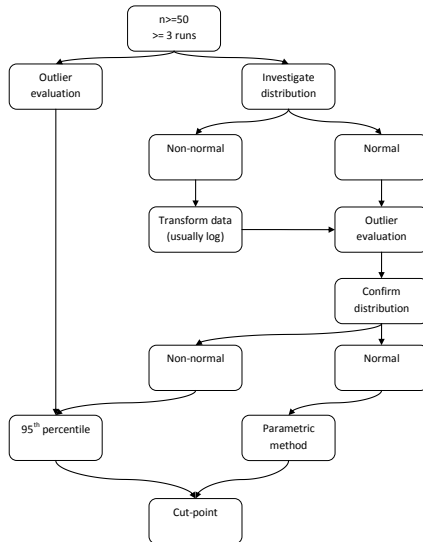 n>=50
>= 3 runs
Outlier
evaluation
Investigate
distribution
Non-normal
Normal
Transform data
(usually log)
Outlier
evaluation
Confirm
distribution
Non-normal
Normal
95th percentile
Parametric
method
Cut-point